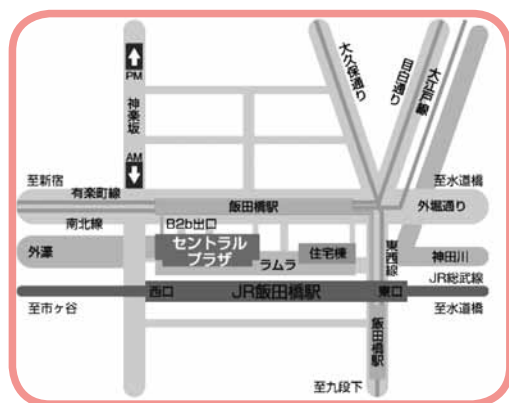 PM
神楽坂
AM
大久保通り
目白通り
大江戸線
至新宿
至水道橋
有楽町線
飯田橋駅
外堀通り
南北線
B2b出口
外濠
セントラル
プラザ
ラムラ
住宅棟
東西線
神田川
JR総武線
西口
JR飯田橋駅
東口
至市ヶ谷
至水道橋
飯田橋駅
至九段下